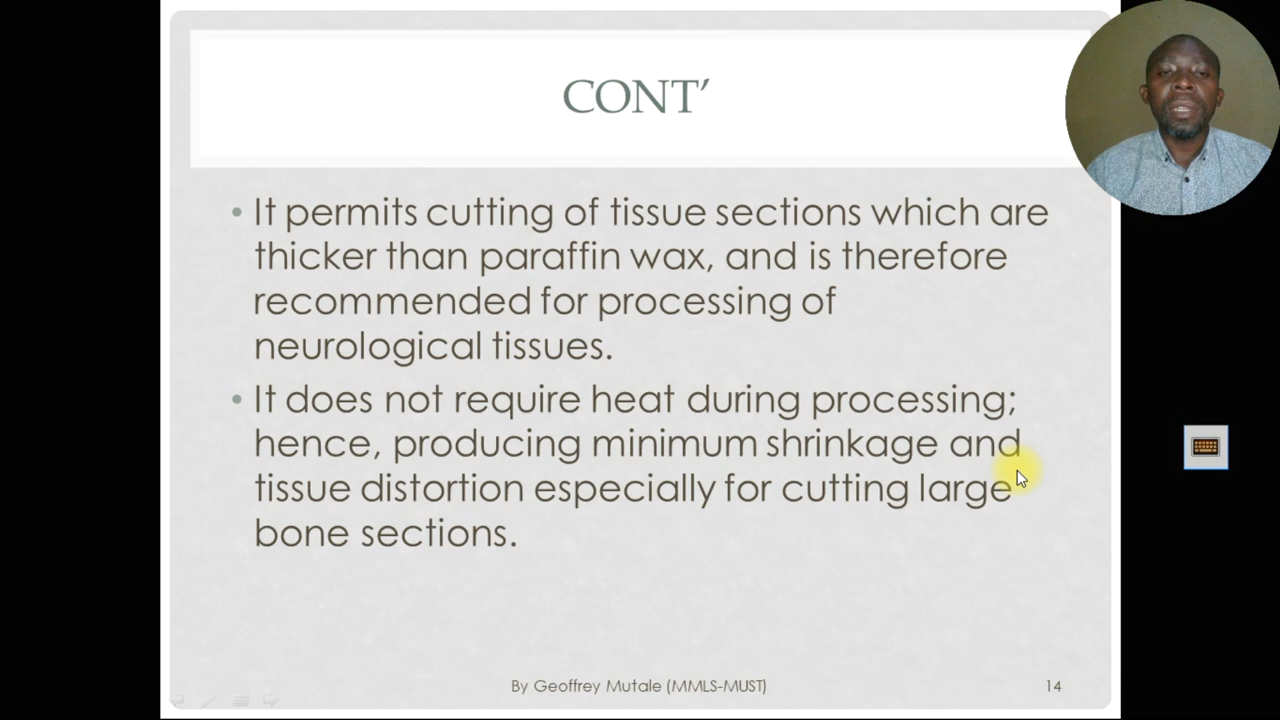 CONT’
• It permits cutting of tissue sections which are
thicker than paraffin wax, and is therefore
recommended for processing of
neurological tissues.
• It does not require heat during processing;
hence, producing minimum shrinkage and
tissue distortion especially for cutting large
bone sections.
By Geoffrey Mutale (MMLS-MUST)
14